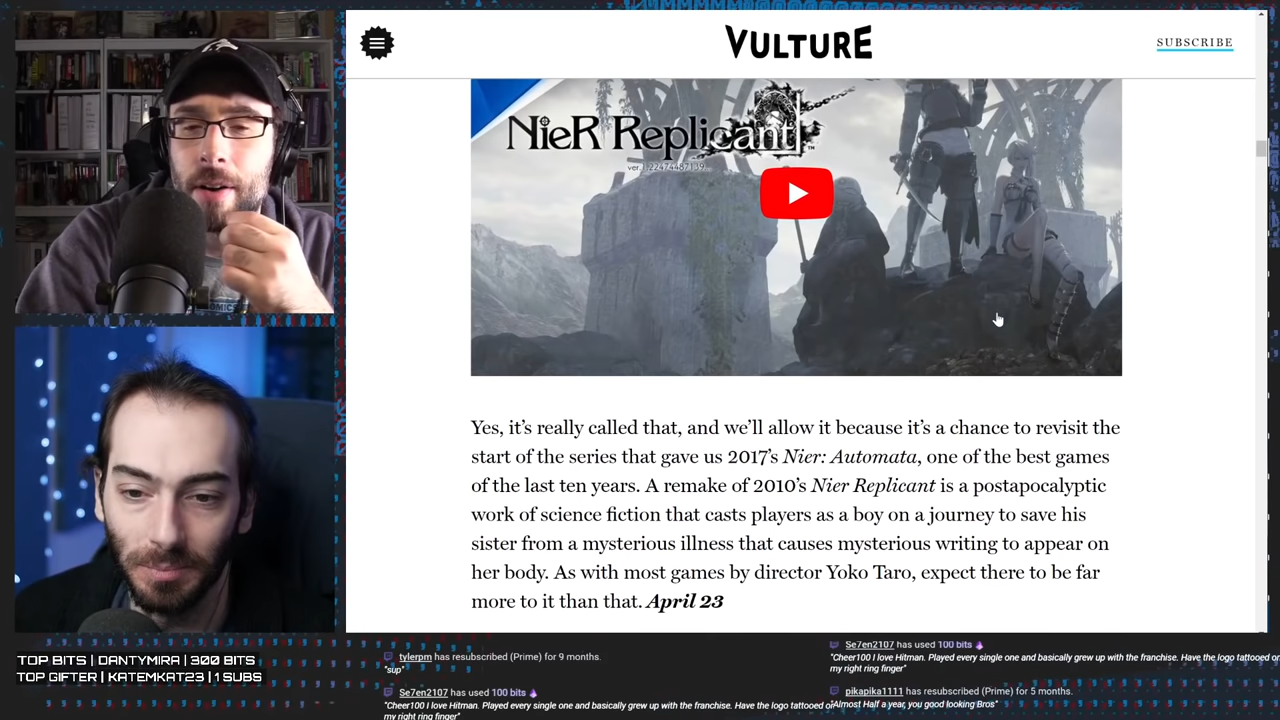 VULTURE
SUBSCRIBE
NieR Replicant
ver.1.22474487139...
Yes, it's really called that, and we'll allow it because it's a chance to revisit the
start of the series that gave us 2017's Nier: Automata, one of the best games
of the last ten years. A remake of 2010's Nier Replicant is a postapocalyptic
work of science fiction that casts players as a boy on a journey to save his
sister from a mysterious illness that causes mysterious writing to appear on
her body. As with most games by director Yoko Taro, expect there to be far
more to it than that. April 23
TOP BITS | DANTYMIRA | 300 BITS
TOP GIFTER | KATEMKAT23 | 1 SUBS
tylerpm has resubscribed (Prime) for 9 months.
"sup"
Se7en2107 has used 100 bits
"Cheer100 I love Hitman. Played every single one and basically grew up with the franchise. Have the logo tattooed o
my right ring finger"
Se7en2107 has used 100 bits
"Cheer100 I love Hitman. Played every single one and basically grew up with the franchise. Have the logo tattooed on
my right ring finger"
pikapika1111 has resubscribed (Prime) for 5 months.
"Almost Half a year, you good looking Bros"